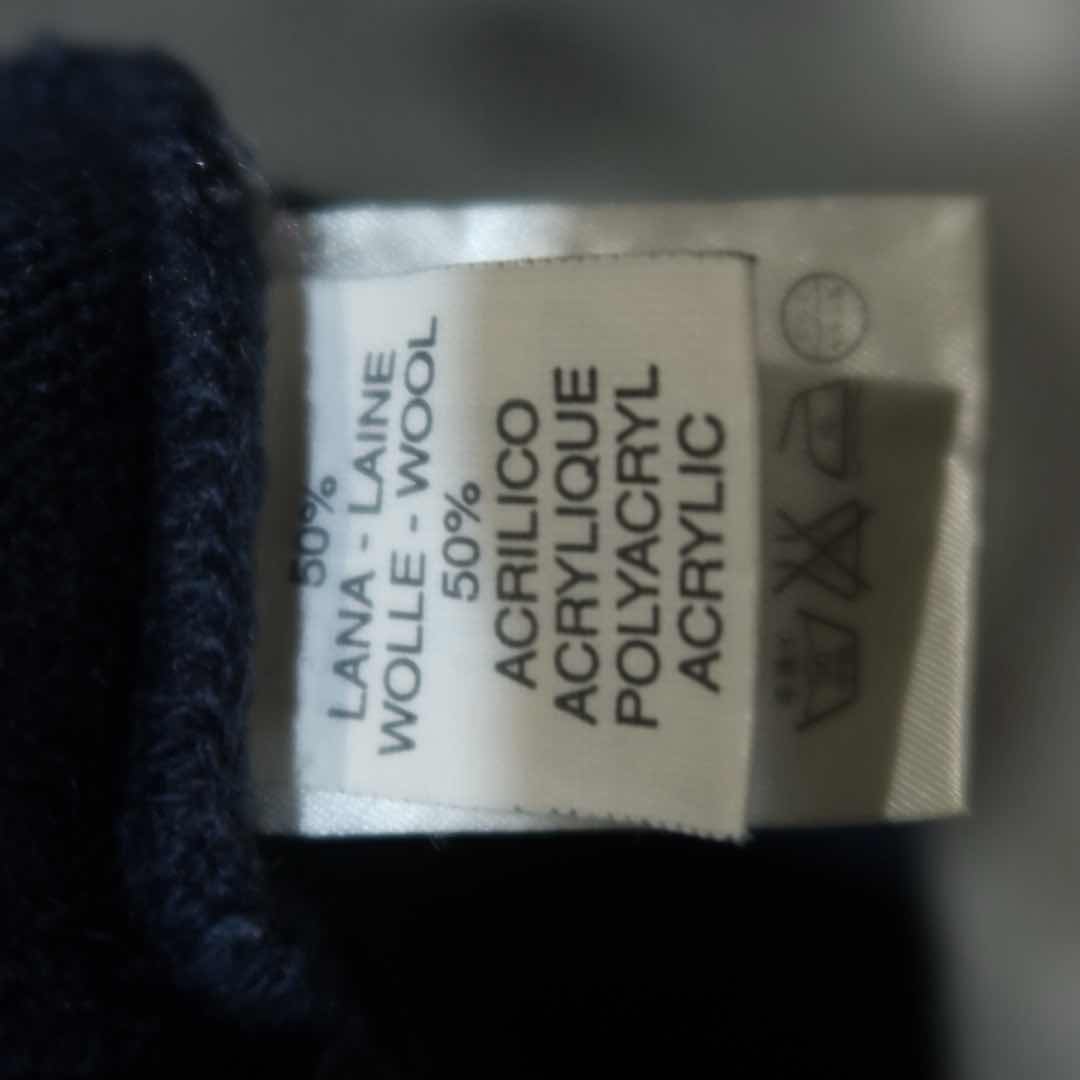 50%
LANA - LAINE
WOLLE - WOOL
50%
ACRILICO
ACRYLIQUE
POLYACRYL
ACRYLIC